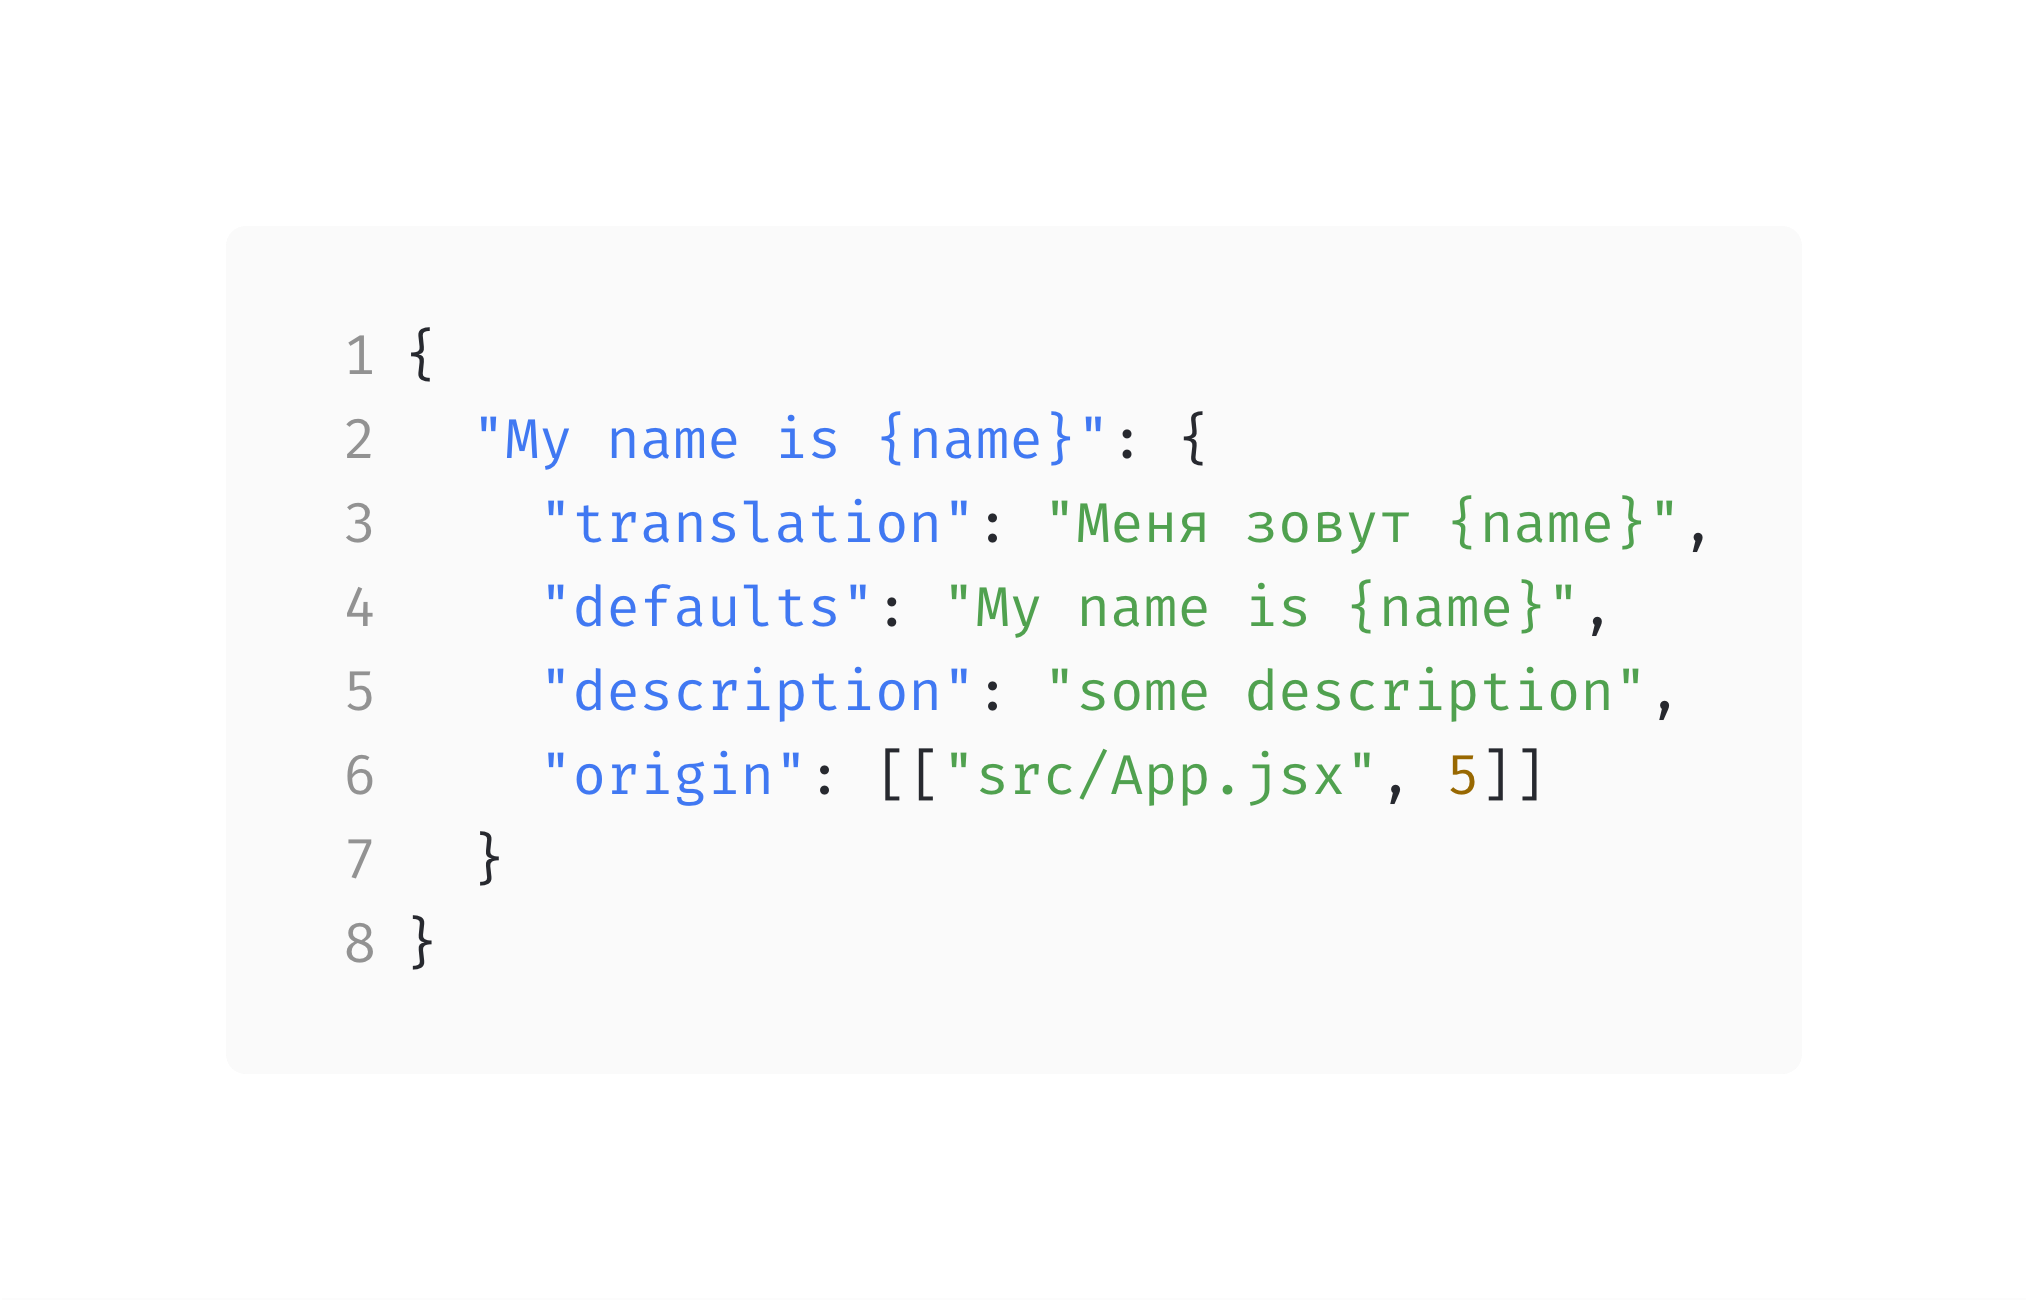 1 {
2   "My name is {name}": {
3     "translation": "Меня зовут {name}",
4     "defaults": "My name is {name}",
5     "description": "some description",
6     "origin": [["src/App.jsx", 5]]
7   }
8 }